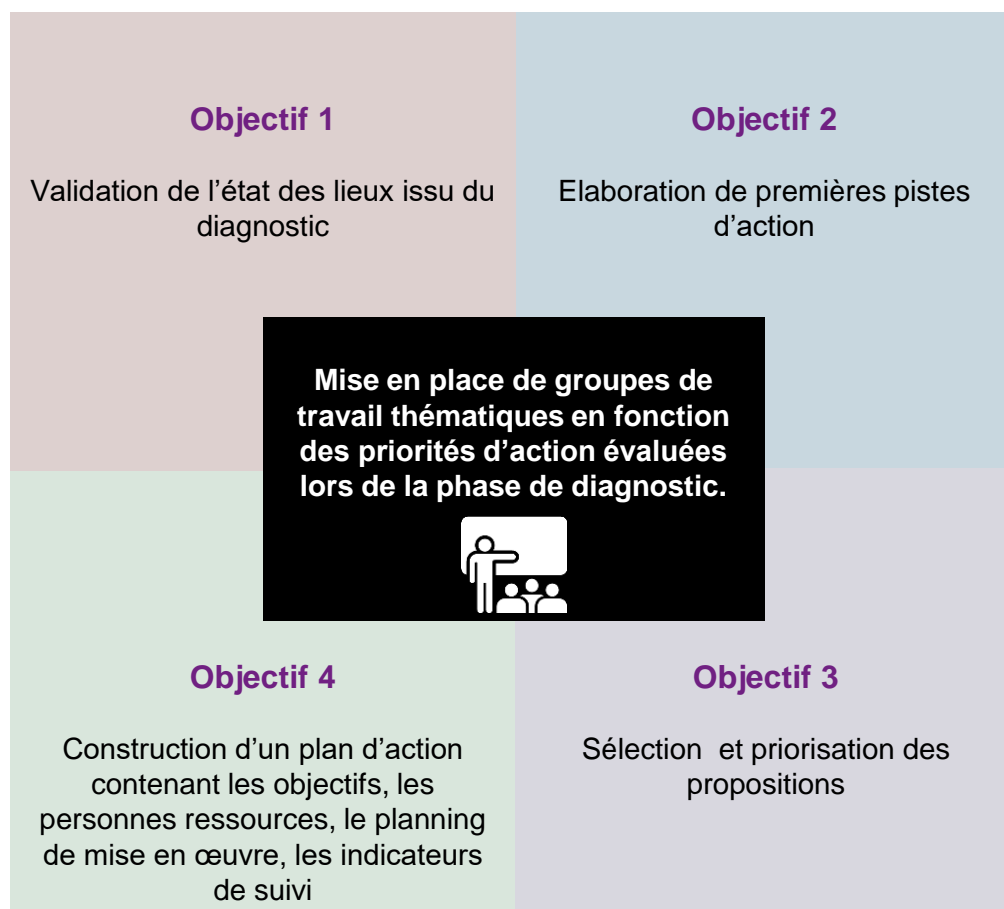 Objectif 1
Validation de l’état des lieux issu du
diagnostic
Objectif 2
Elaboration de premières pistes
d’action
Mise en place de groupes de
travail thématiques en fonction
des priorités d’action évaluées
lors de la phase de diagnostic.
Objectif 4
Construction d’un plan d’action
contenant les objectifs, les
personnes ressources, le planning
de mise en œuvre, les indicateurs
de suivi
Objectif 3
Sélection  et priorisation des
propositions